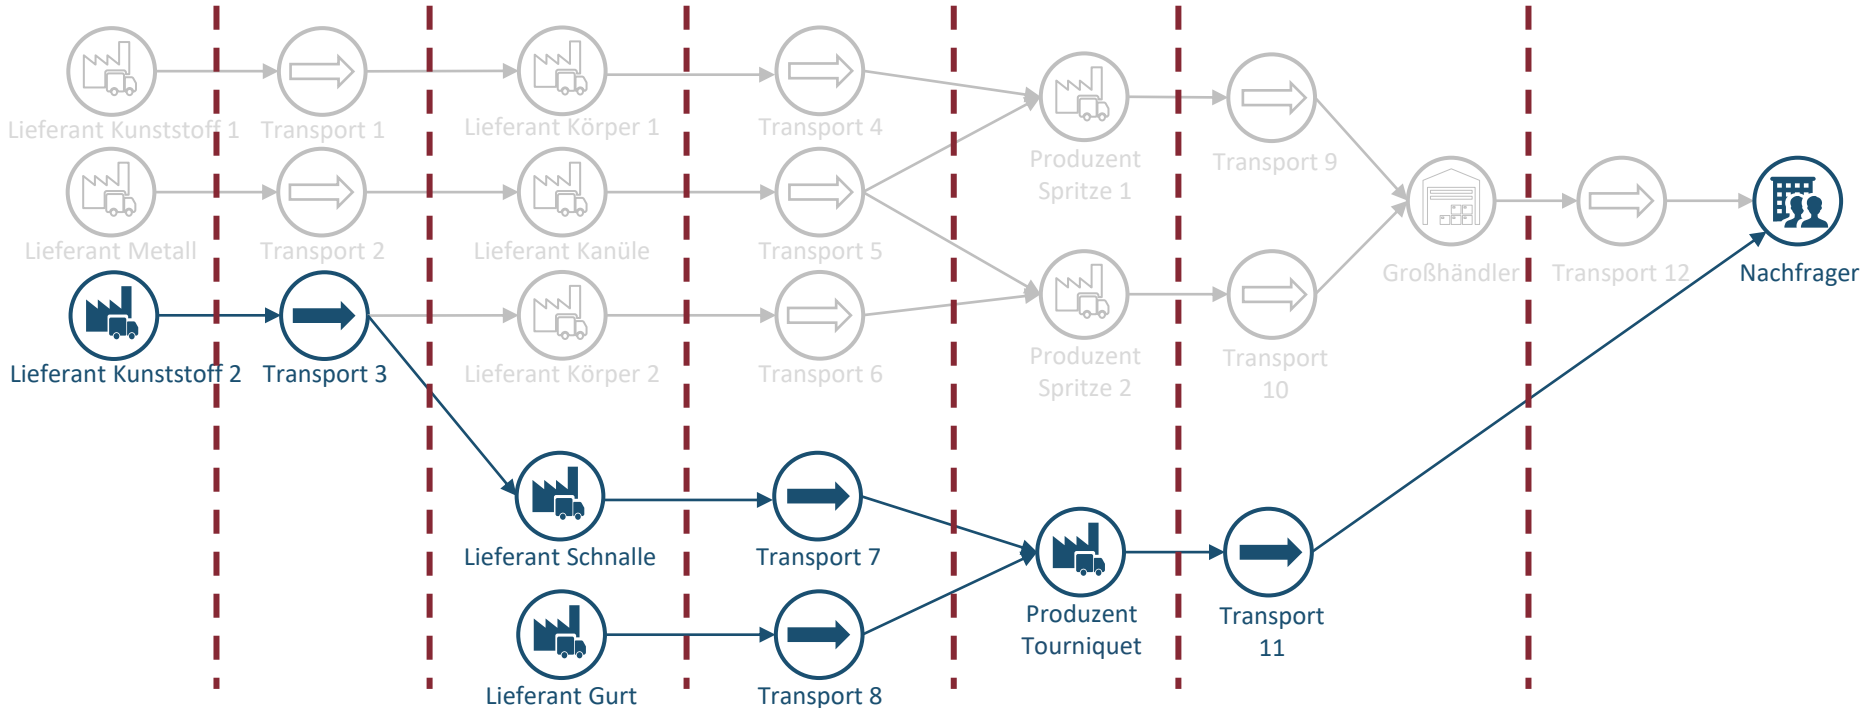 Lieferant Kunststoff 1
Transport 1
Lieferant Körper 1
Transport 4
Produzent
Spritze 1
Transport 9
Lieferant Metall
Transport 2
Lieferant Kanüle
Transport 5
Großhändler
Transport 12
Nachfrager
Lieferant Kunststoff 2
Transport 3
Lieferant Körper 2
Transport 6
Produzent
Spritze 2
Transport
10
Lieferant Schnalle
Transport 7
Produzent
Tourniquet
Transport
11
Lieferant Gurt
Transport 8